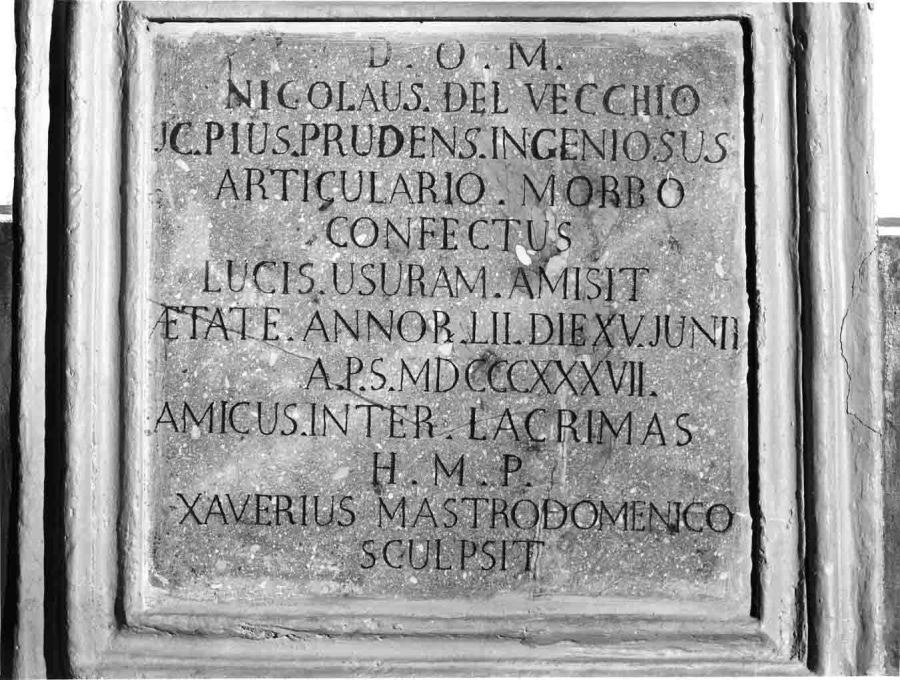 D . O . M .
NICOLAUS . DEL VECCHIO
JC . PIUS . PRUDENS . INGENIOSUS
ARTICULARIO . MORBO
CONFECTUS
LUCIS . USURAM . AMISIT
ÆTATE . ANNOR . LII . DIE XV . JUNII
A . P . S . MDCCCXXXVII .
AMICUS . INTER . LACRIMAS
H . M . P .
XAVERIUS MASTRODOMENICO
SCULPSIT